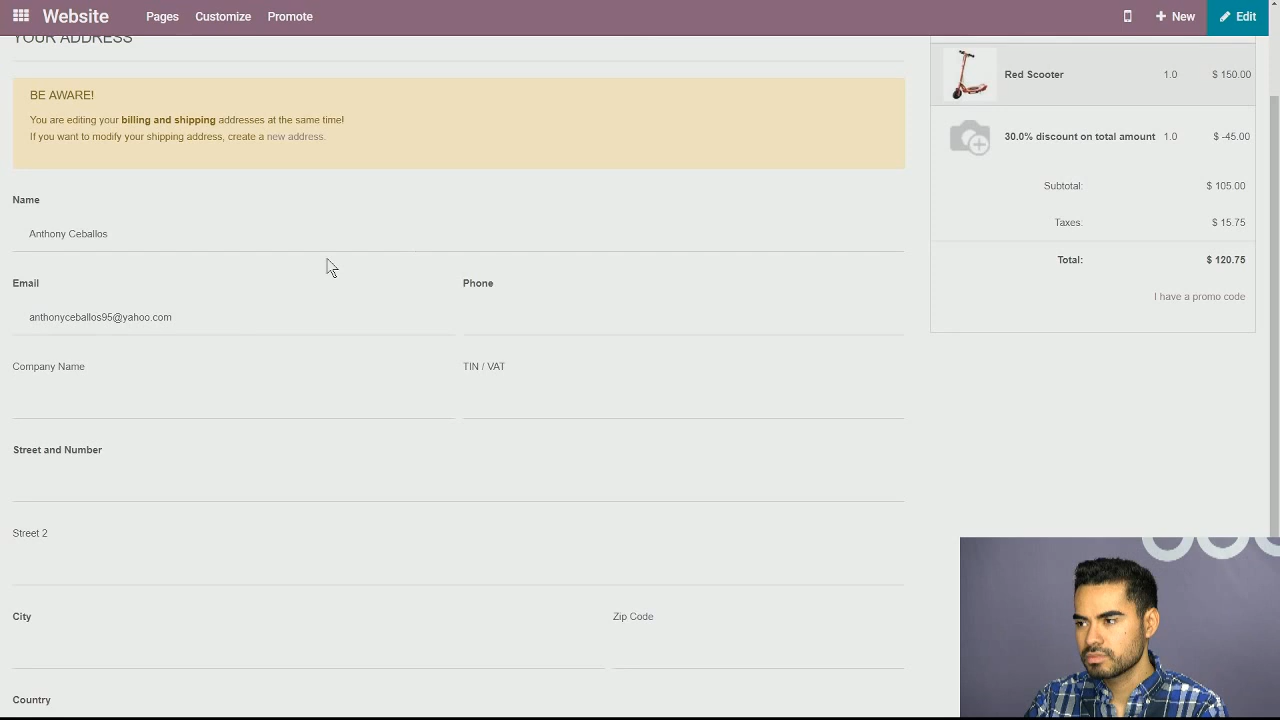 Website Pages Customize Promote New Edit
YOUR ADDRESS
BE AWARE!
You are editing your billing and shipping addresses at the same time!
If you want to modify your shipping address, create a new address.
Name
Anthony Ceballos
Email Phone
anthonyceballos95@yahoo.com
Company Name TIN / VAT
Street and Number
Street 2
City Zip Code
Country
Red Scooter 1.0 $ 150.00
30.0% discount on total amount 1.0 $ -45.00
Subtotal: $ 105.00
Taxes: $ 15.75
Total: $ 120.75
I have a promo code